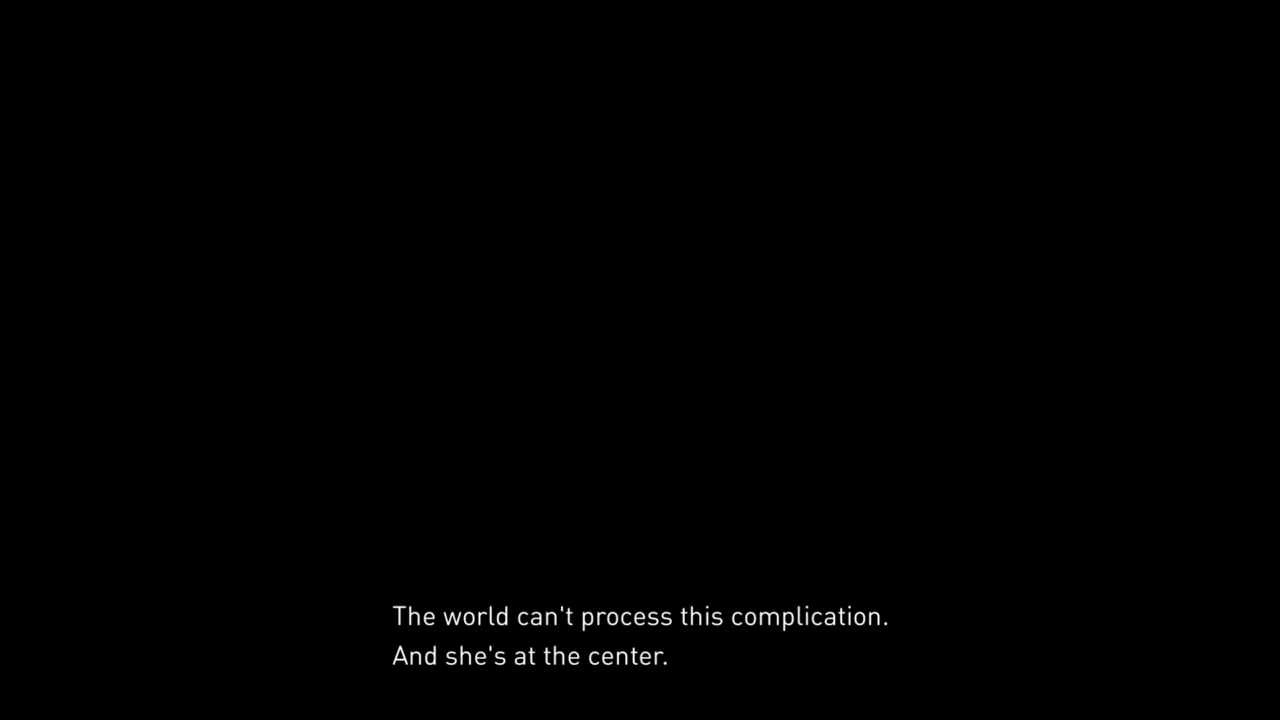 The world can't process this complication.
And she's at the center.